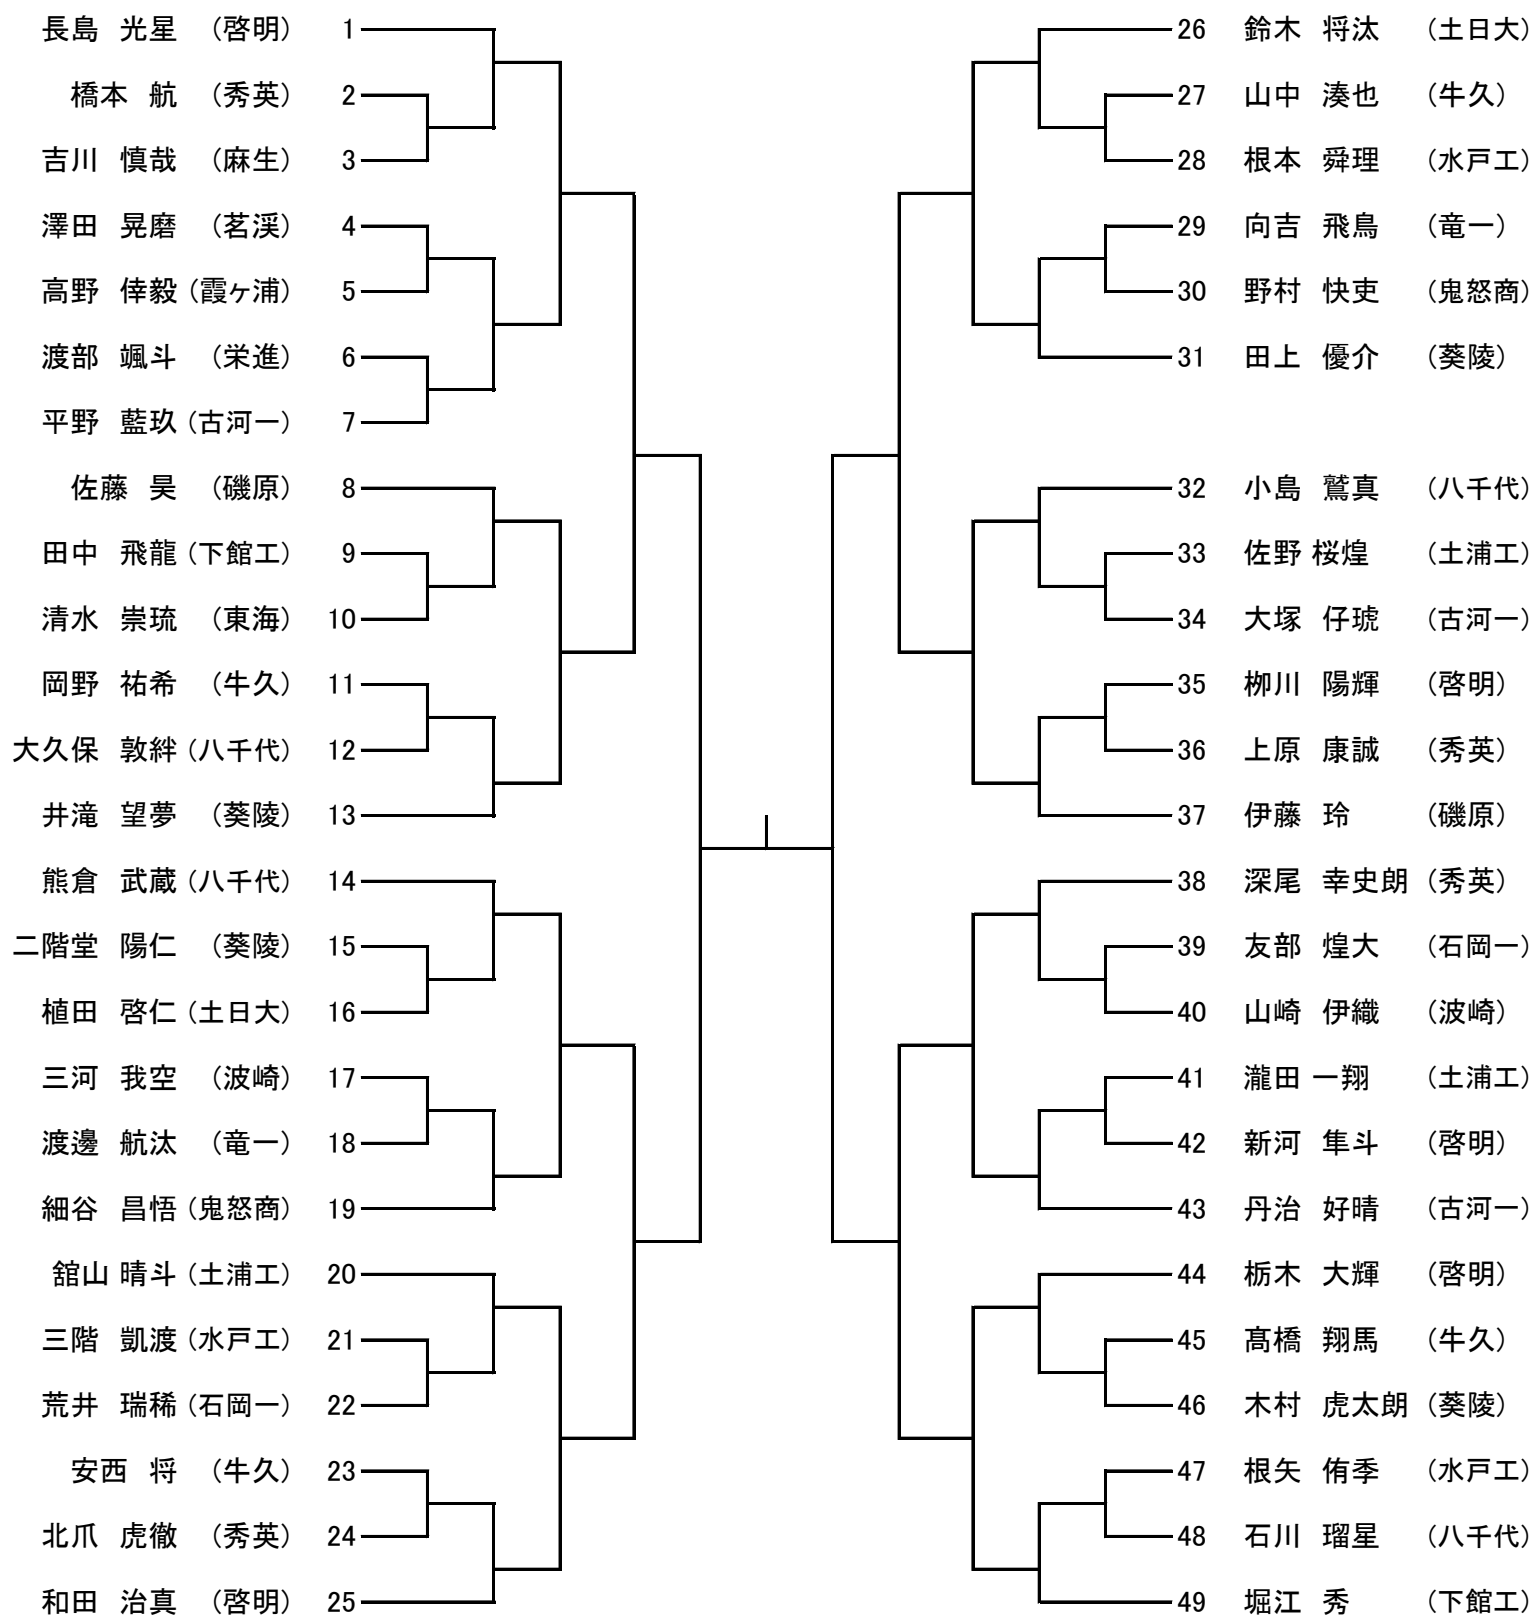 長島 光星 (啓明) 1
橋本 航 (秀英) 2
吉川 慎哉 (麻生) 3
澤田 晃磨 (茗溪) 4
高野 倖毅 (霞ヶ浦) 5
渡部 颯斗 (栄進) 6
平野 藍玖 (古河一) 7
佐藤 昊 (磯原) 8
田中 飛龍 (下館工) 9
清水 崇琉 (東海) 10
岡野 祐希 (牛久) 11
大久保 敦絆 (八千代) 12
井滝 望夢 (葵陵) 13
熊倉 武蔵 (八千代) 14
二階堂 陽仁 (葵陵) 15
植田 啓仁 (土日大) 16
三河 我空 (波崎) 17
渡邊 航汰 (竜一) 18
細谷 昌悟 (鬼怒商) 19
舘山 晴斗 (土浦工) 20
三階 凱渡 (水戸工) 21
荒井 瑞稀 (石岡一) 22
安西 将 (牛久) 23
北爪 虎徹 (秀英) 24
和田 治真 (啓明) 25
26 鈴木 将汰 (土日大)
27 山中 湊也 (牛久)
28 根本 舜理 (水戸工)
29 向吉 飛鳥 (竜一)
30 野村 快吏 (鬼怒商)
31 田上 優介 (葵陵)
32 小島 鷲真 (八千代)
33 佐野 桜煌 (土浦工)
34 大塚 仔琥 (古河一)
35 栁川 陽輝 (啓明)
36 上原 康誠 (秀英)
37 伊藤 玲 (磯原)
38 深尾 幸史朗 (秀英)
39 友部 煌大 (石岡一)
40 山崎 伊織 (波崎)
41 瀧田 一翔 (土浦工)
42 新河 隼斗 (啓明)
43 丹治 好晴 (古河一)
44 栃木 大輝 (啓明)
45 髙橋 翔馬 (牛久)
46 木村 虎太朗 (葵陵)
47 根矢 侑季 (水戸工)
48 石川 瑠星 (八千代)
49 堀江 秀 (下館工)